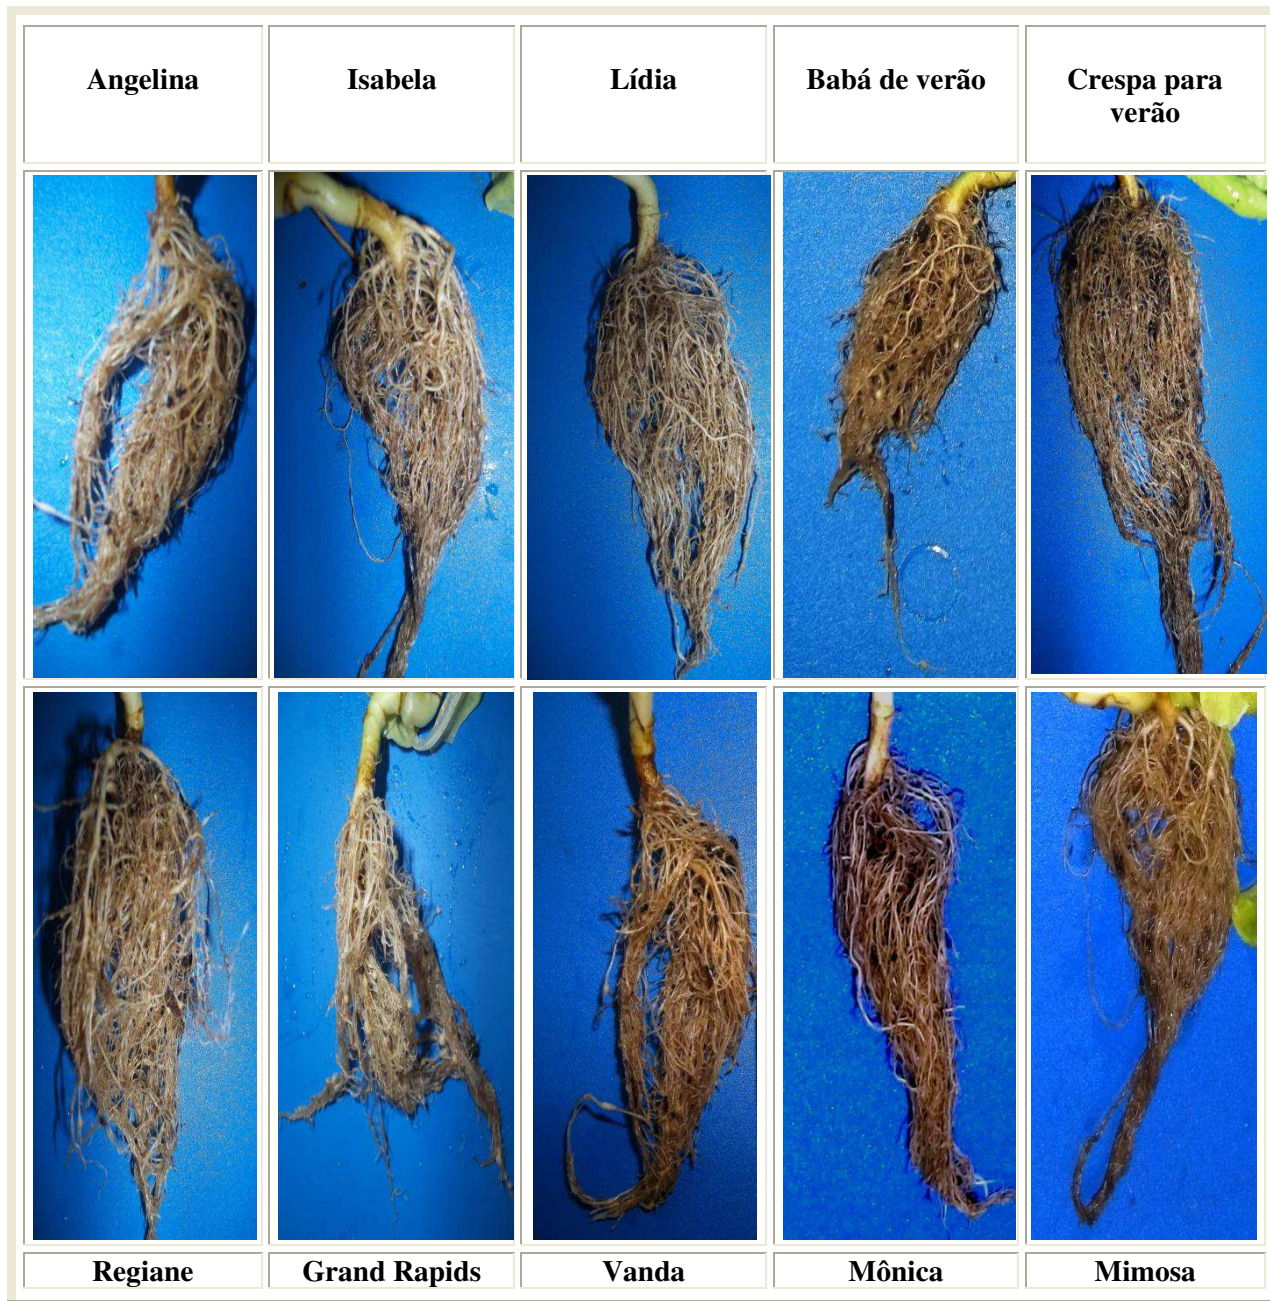 Angelina
Isabela
Lídia
Babá de verão
Crespa para
verão
Regiane
Grand Rapids
Vanda
Mônica
Mimosa